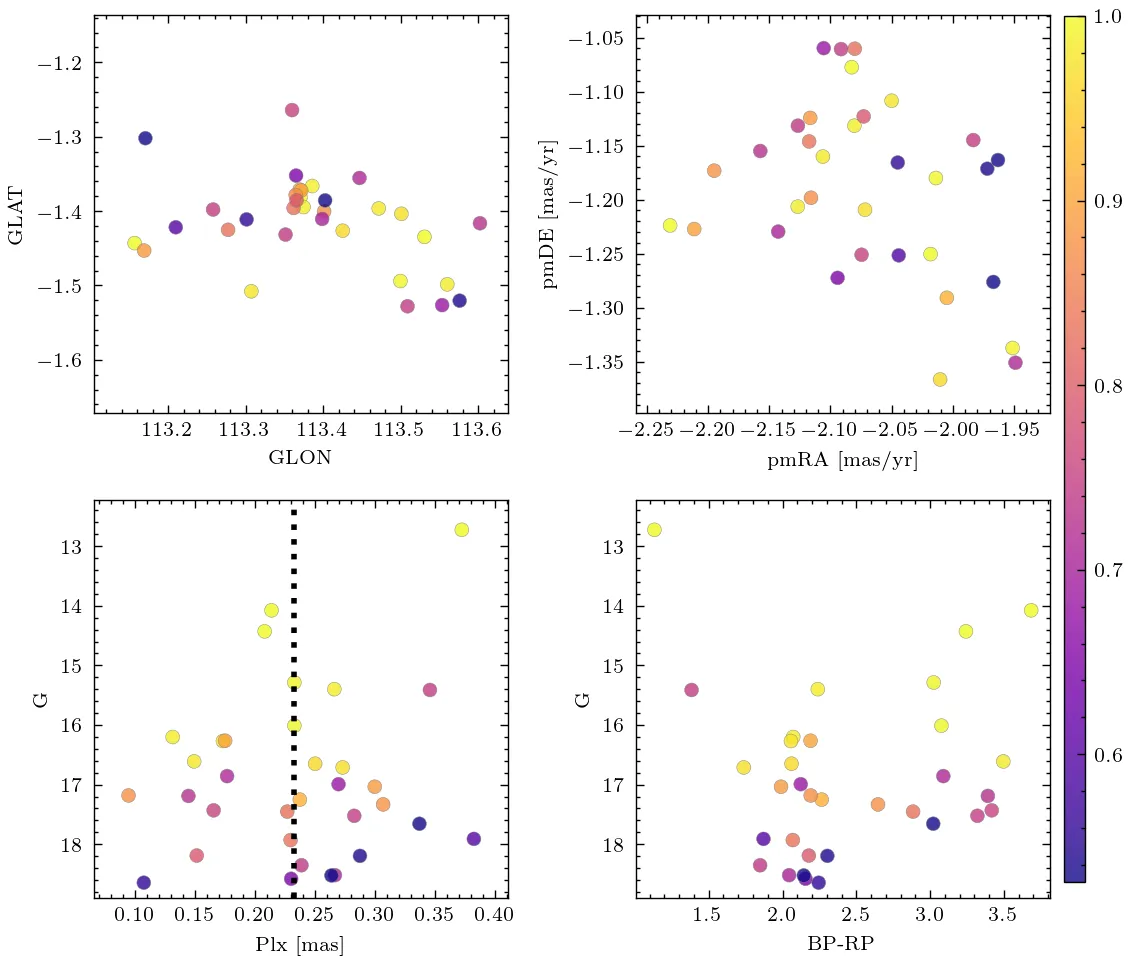 −1.2
−1.3
−1.4
−1.5
−1.6
GLAT
113.2 113.3 113.4 113.5 113.6
GLON
−1.05
−1.10
−1.15
−1.20
−1.25
−1.30
−1.35
pmDE [mas/yr]
−2.25 −2.20 −2.15 −2.10 −2.05 −2.00 −1.95
pmRA [mas/yr]
1.0
0.9
0.8
0.7
0.6
13
14
15
16
17
18
G
0.10 0.15 0.20 0.25 0.30 0.35 0.40
Plx [mas]
13
14
15
16
17
18
G
1.5 2.0 2.5 3.0 3.5
BP-RP